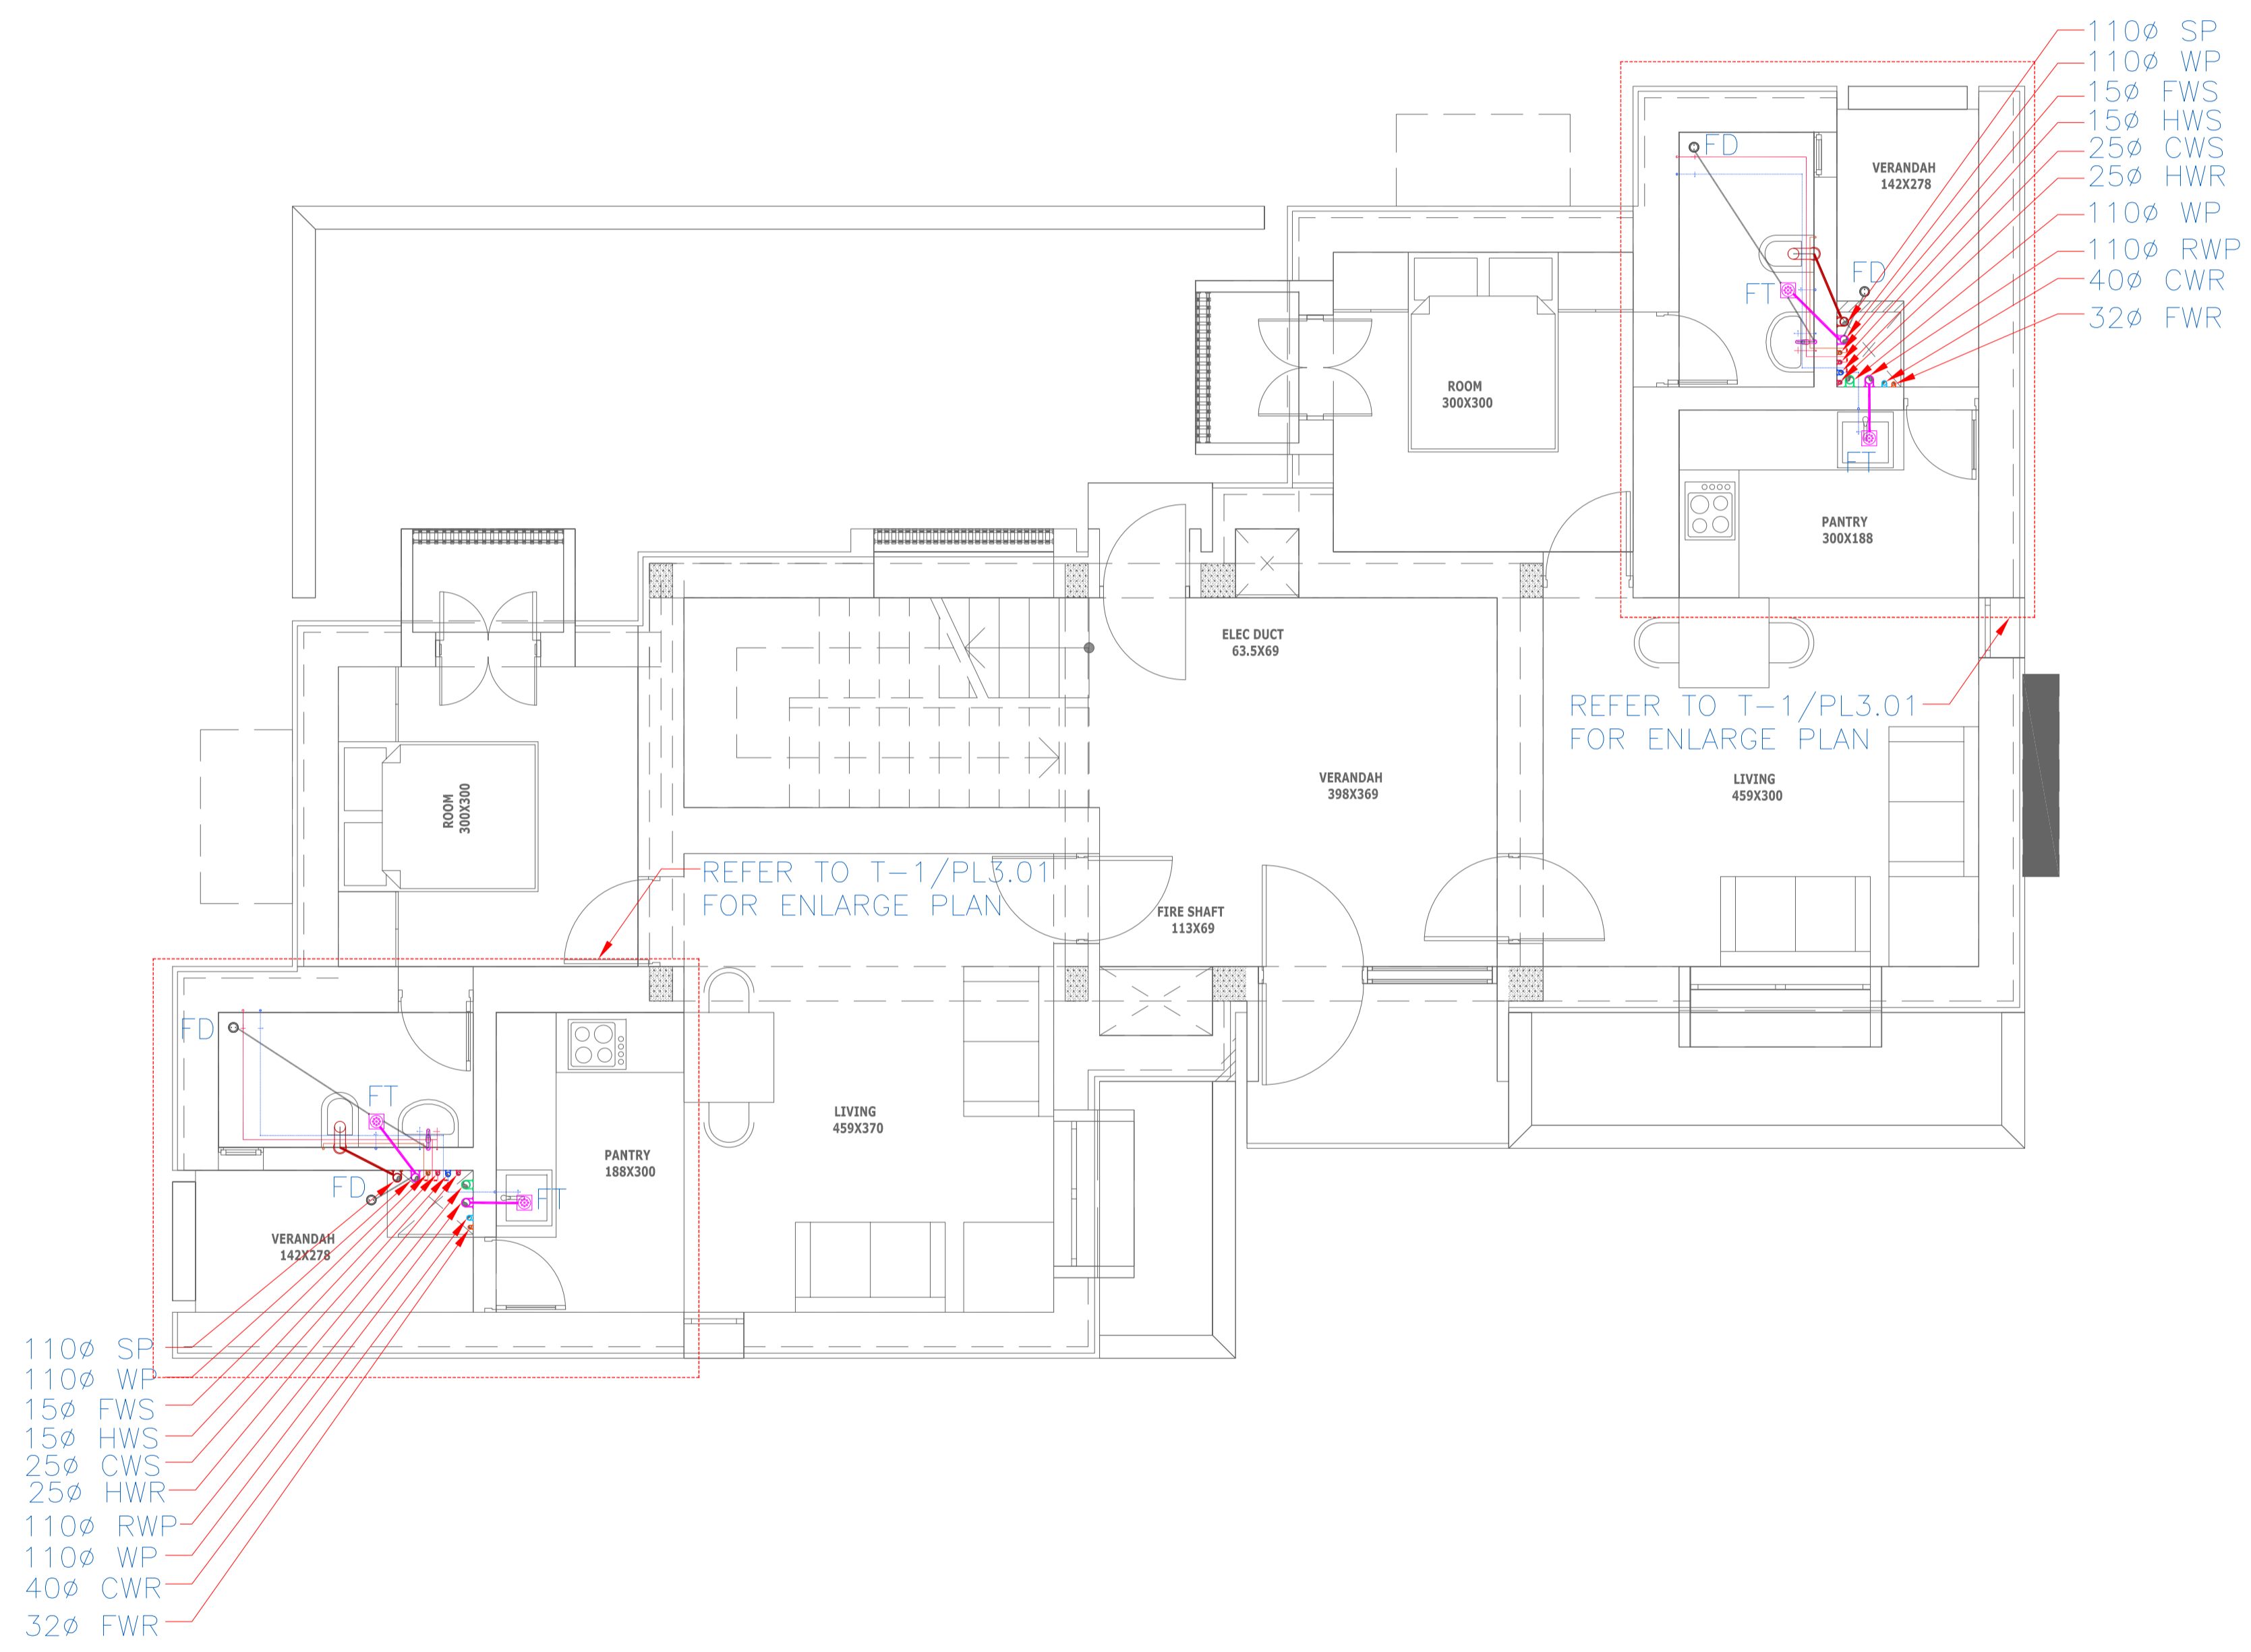 110ø SP
110ø WP
15ø FWS
15ø HWS
25ø CWS
25ø HWR
110ø WP
110ø RWP
40ø CWR
32ø FWR
FD
VERANDAH
142X278
FD
FT
ROOM
300X300
FT
PANTRY
300X188
ELEC DUCT
63.5X69
REFER TO T-1/PL3.01
FOR ENLARGE PLAN
VERANDAH
398X369
LIVING
459X300
ROOM
300X300
REFER TO T-1/PL3.01
FOR ENLARGE PLAN
FIRE SHAFT
113X69
FD
FT
LIVING
459X370
PANTRY
188X300
FD
FT
VERANDAH
142X278
110ø SP
110ø WP
15ø FWS
15ø HWS
25ø CWS
25ø HWR
110ø RWP
110ø WP
40ø CWR
32ø FWR